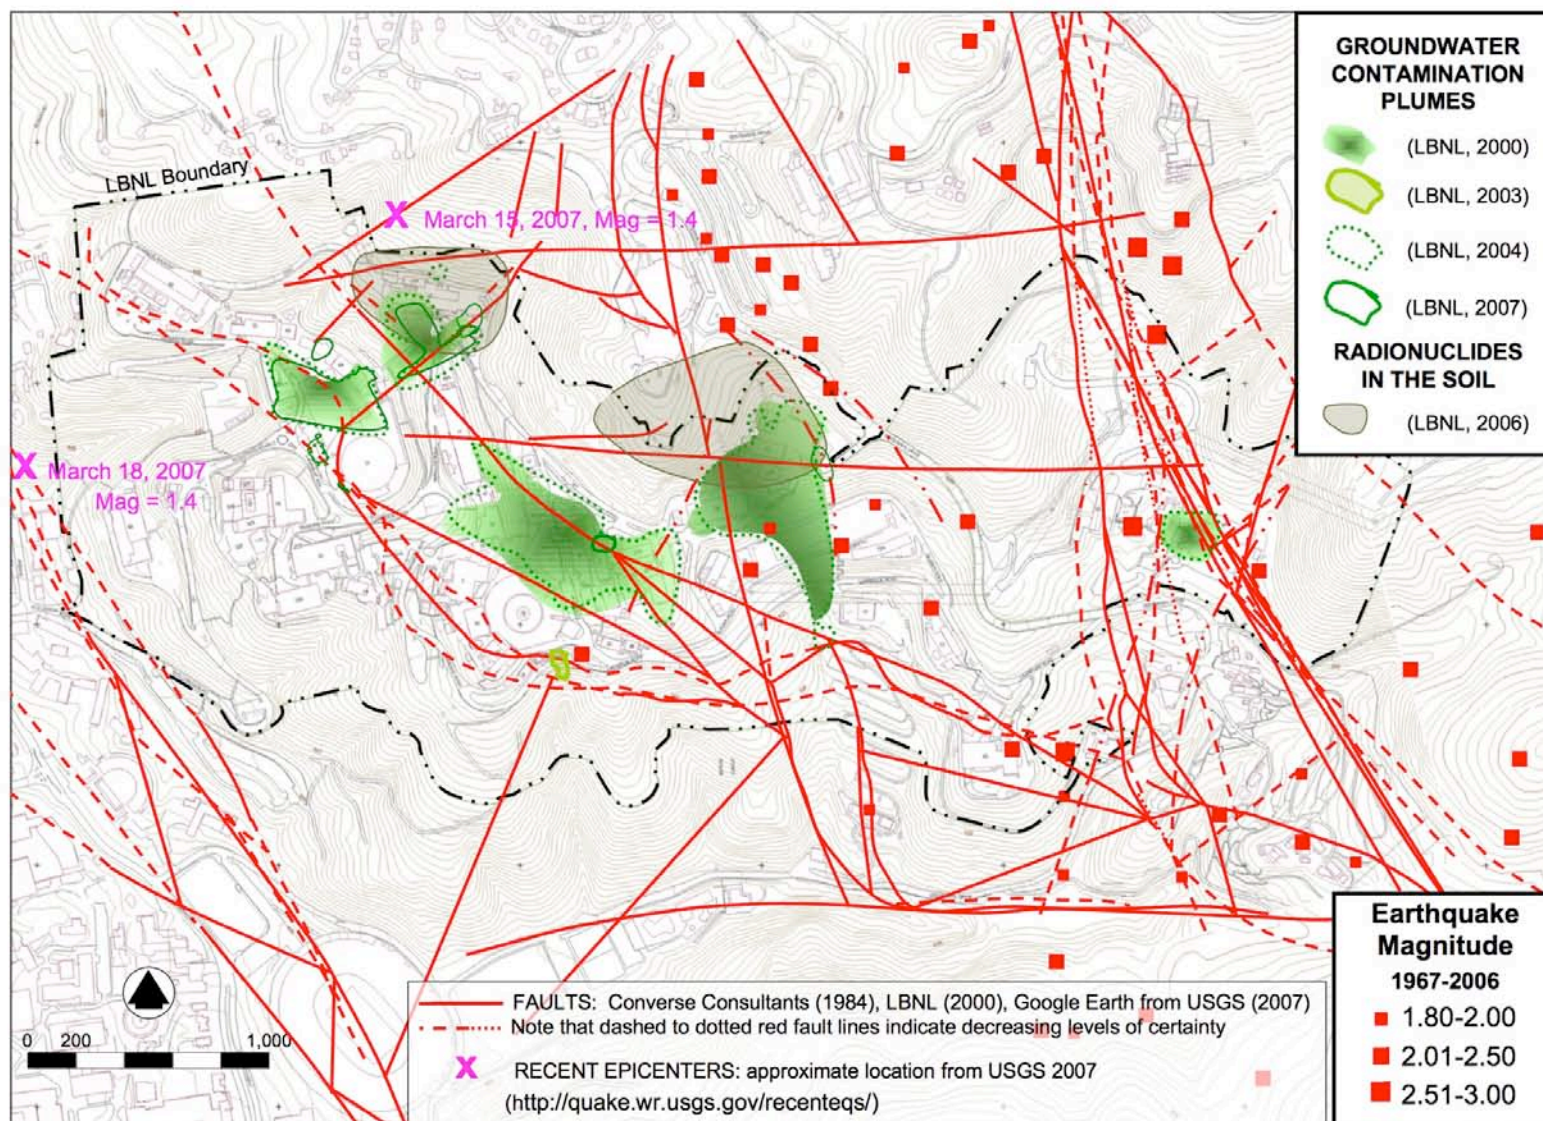 LBNL Boundary
X March 15, 2007, Mag = 1.4
X March 18, 2007
Mag = 1.4
GROUNDWATER
CONTAMINATION
PLUMES
(LBNL, 2000)
(LBNL, 2003)
(LBNL, 2004)
(LBNL, 2007)
RADIONUCLIDES
IN THE SOIL
(LBNL, 2006)
Earthquake
Magnitude
1967-2006
1.80-2.00
2.01-2.50
2.51-3.00
0 200 1,000
FAULTS: Converse Consultants (1984), LBNL (2000), Google Earth from USGS (2007)
Note that dashed to dotted red fault lines indicate decreasing levels of certainty
X RECENT EPICENTERS: approximate location from USGS 2007
(http://quake.wr.usgs.gov/recenteqs/)